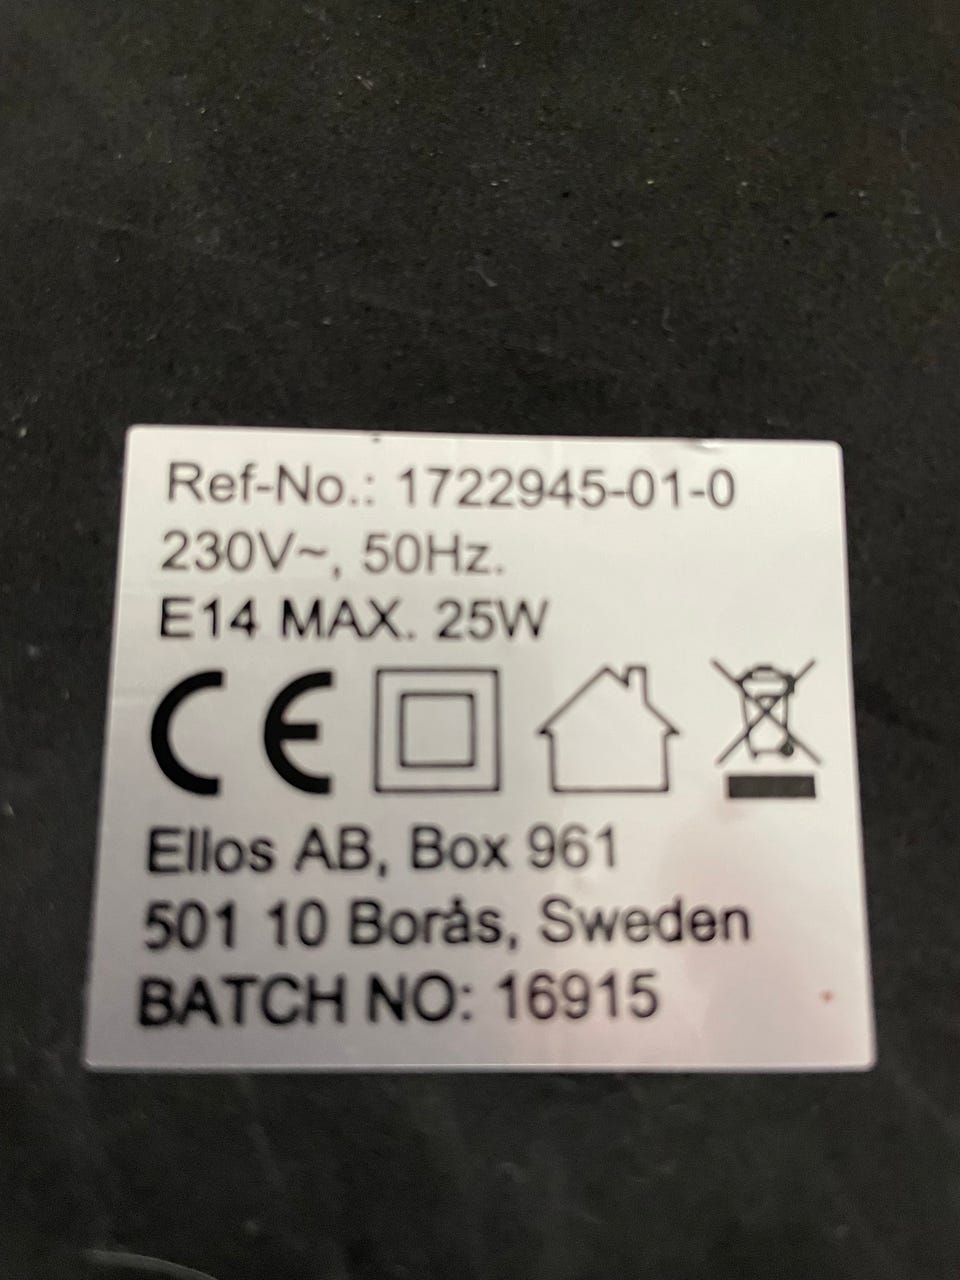 Ref-No.: 1722945-01-0
230V~, 50Hz.
E14 MAX. 25W
CE
Ellos AB, Box 961
501 10 Borås, Sweden
BATCH NO: 16915